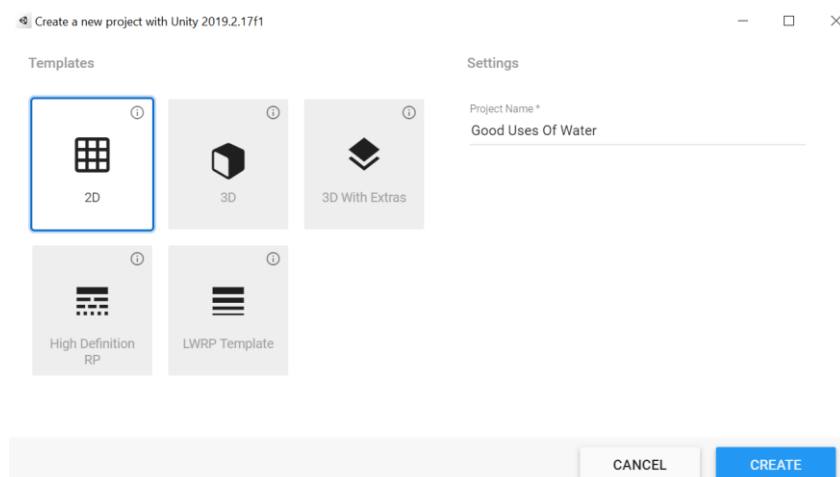 Create a new project with Unity 2019.2.17f1
Templates
Settings
2D
3D
3D With Extras
Project Name *
Good Uses Of Water
High Definition
RP
LWRP Template
CANCEL
CREATE